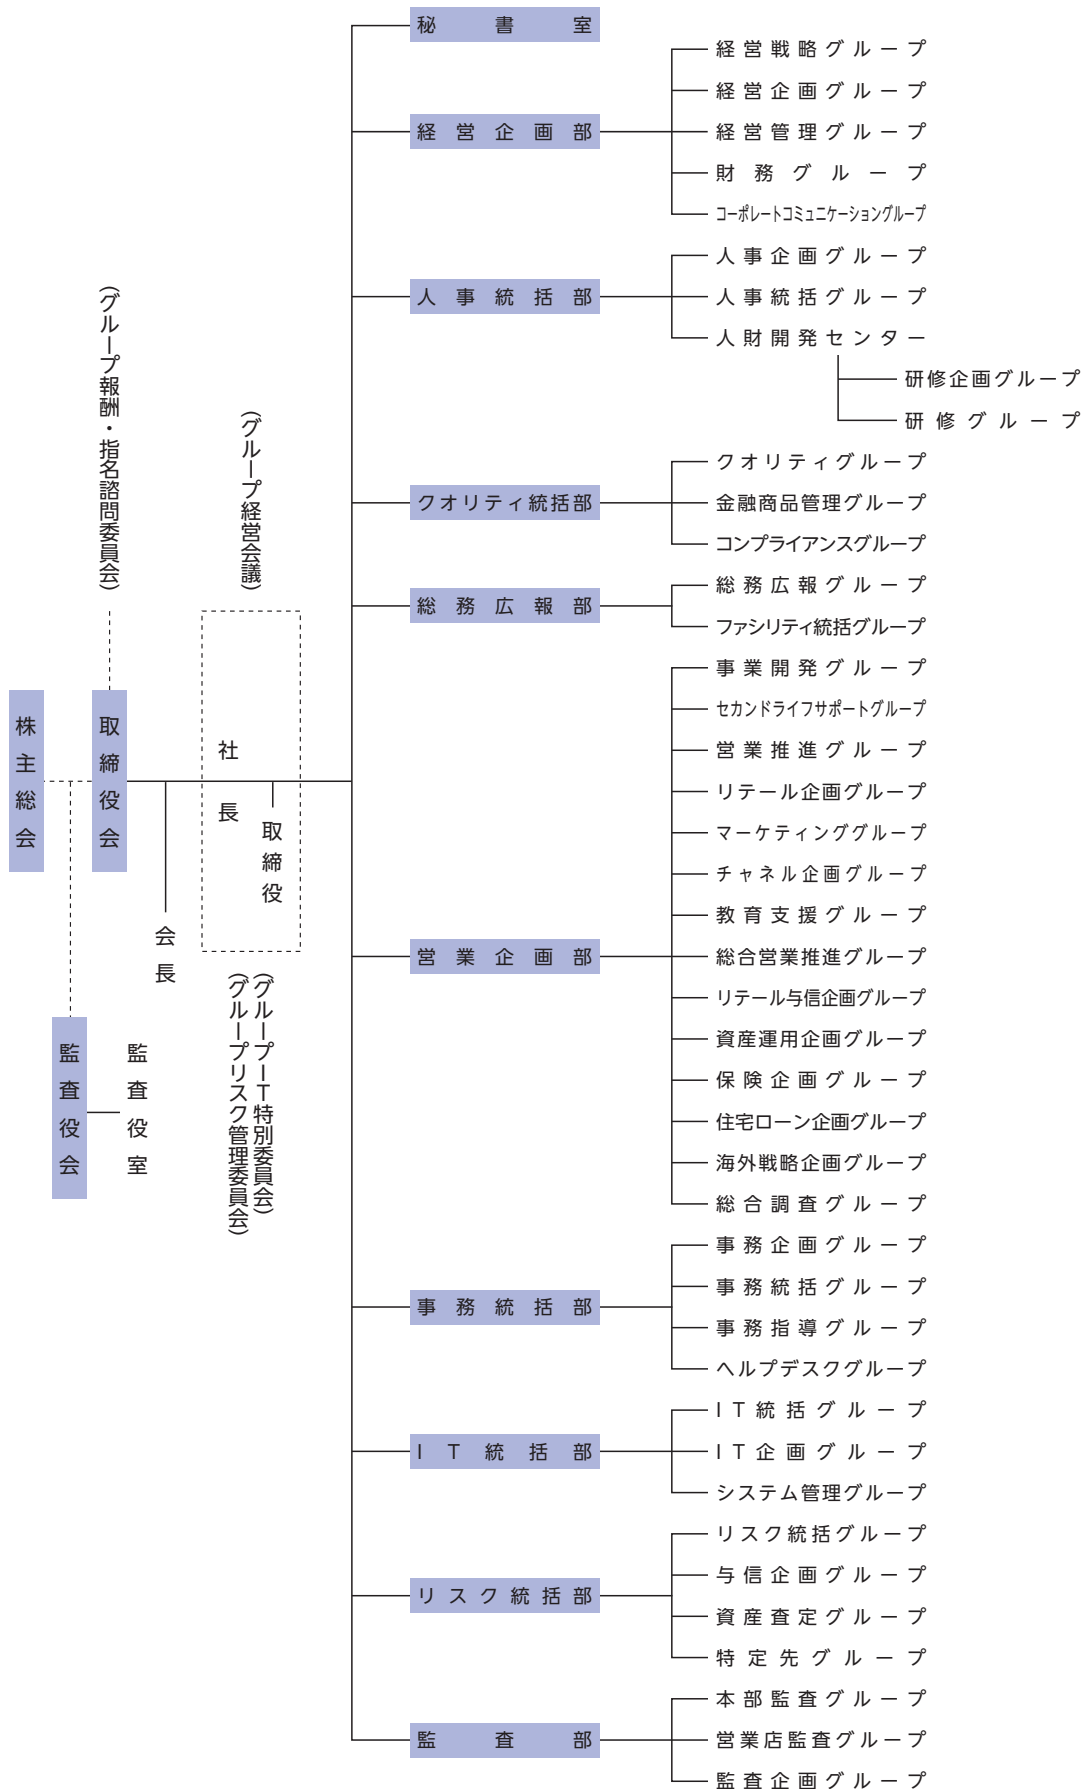 株主総会
取締役会
(グループ報酬・指名諮問委員会)
監査役会
監査役室
会長
(グループ経営会議)
社長
取締役
(グループIT特別委員会)
(グループリスク管理委員会)
秘書室
経営企画部
経営戦略グループ
経営企画グループ
経営管理グループ
財務グループ
コーポレートコミュニケーショングループ
人事統括部
人事企画グループ
人事統括グループ
人財開発センター
研修企画グループ
研修グループ
クオリティ統括部
クオリティグループ
金融商品管理グループ
コンプライアンスグループ
総務広報部
総務広報グループ
ファシリティ統括グループ
営業企画部
事業開発グループ
セカンドライフサポートグループ
営業推進グループ
リテール企画グループ
マーケティンググループ
チャネル企画グループ
教育支援グループ
総合営業推進グループ
リテール与信企画グループ
資産運用企画グループ
保険企画グループ
住宅ローン企画グループ
海外戦略企画グループ
総合調査グループ
事務統括部
事務企画グループ
事務統括グループ
事務指導グループ
ヘルプデスクグループ
IT統括部
IT統括グループ
IT企画グループ
システム管理グループ
リスク統括部
リスク統括グループ
与信企画グループ
資産査定グループ
特定先グループ
監査部
本部監査グループ
営業店監査グループ
監査企画グループ